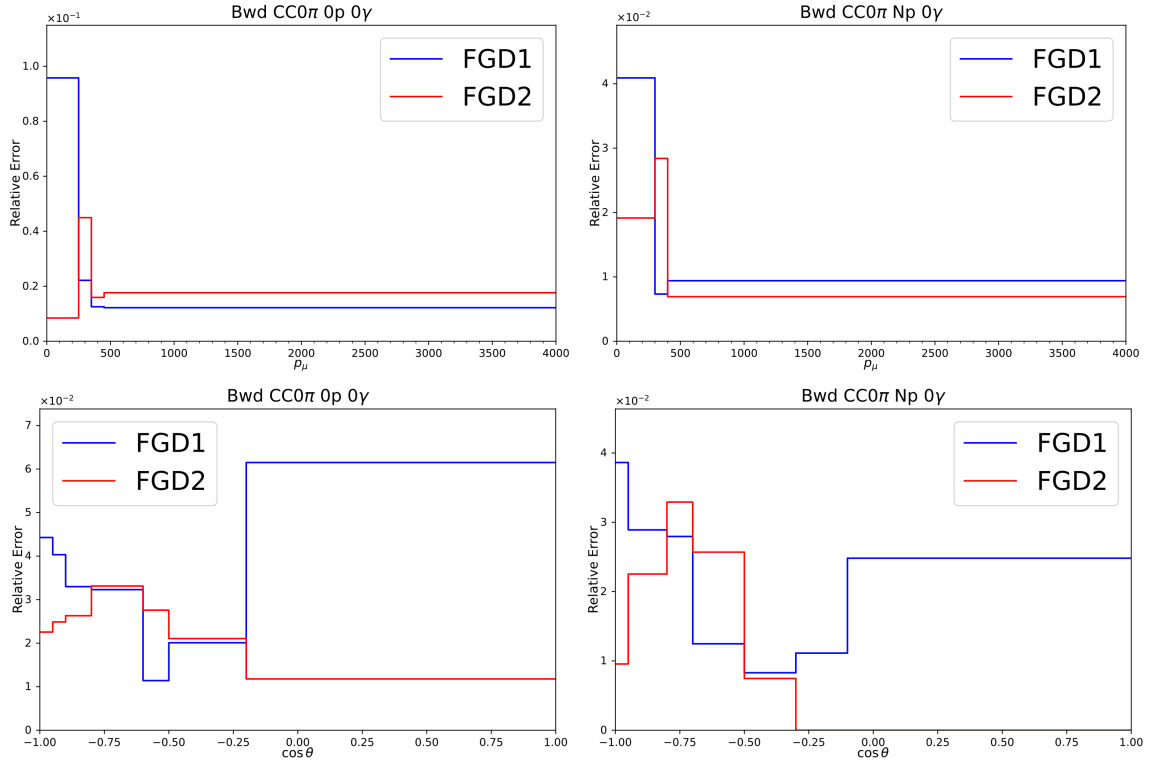 Bwd CC0π 0p 0γ
×10⁻¹
1.0
0.8
0.6
0.4
0.2
0.0
Relative Error
FGD1
FGD2
0 500 1000 1500 2000 2500 3000 3500 4000
pμ
Bwd CC0π Np 0γ
×10⁻²
4
3
2
1
0
Relative Error
FGD1
FGD2
0 500 1000 1500 2000 2500 3000 3500 4000
pμ
Bwd CC0π 0p 0γ
×10⁻²
7
6
5
4
3
2
1
0
Relative Error
FGD1
FGD2
−1.00 −0.75 −0.50 −0.25 0.00 0.25 0.50 0.75 1.00
cos θ
Bwd CC0π Np 0γ
×10⁻²
4
3
2
1
0
Relative Error
FGD1
FGD2
−1.00 −0.75 −0.50 −0.25 0.00 0.25 0.50 0.75 1.00
cos θ